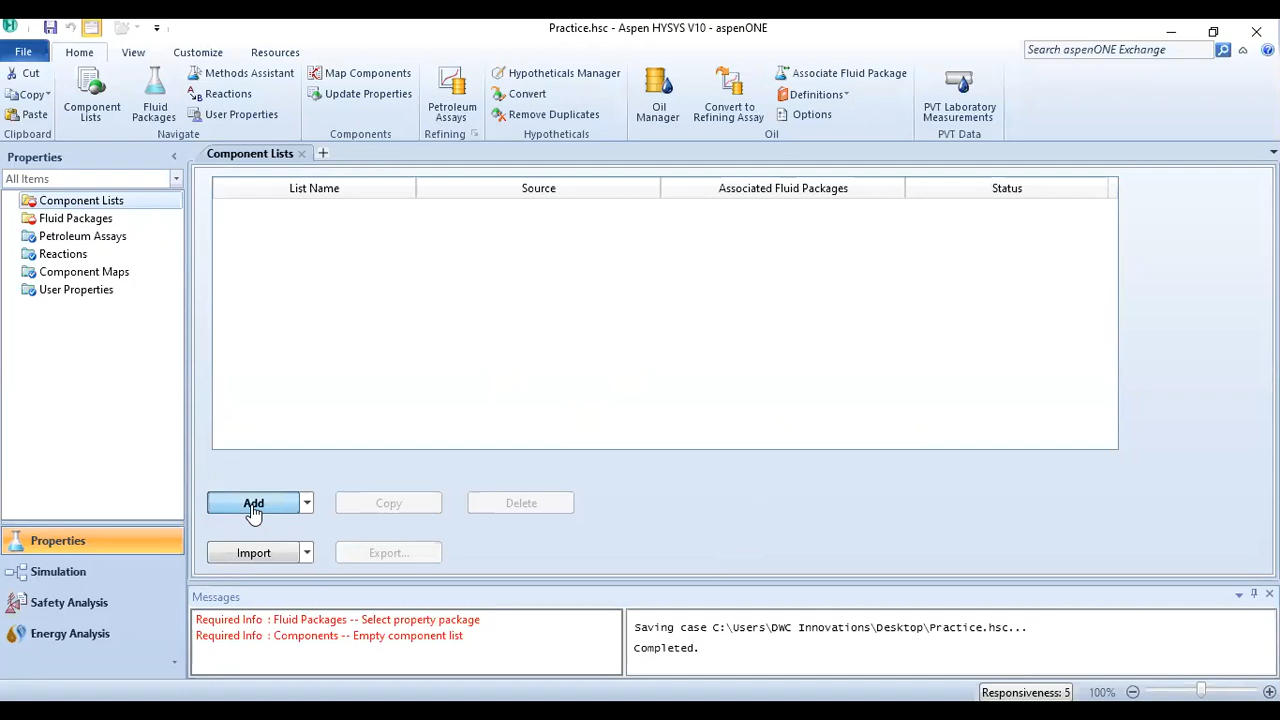 Practice.hsc - Aspen HYSYS V10 - aspenONE
File Home View Customize Resources Search aspenONE Exchange
Cut
Copy
Paste
Clipboard
Component Lists
Fluid Packages
Methods Assistant
Reactions
User Properties
Navigate
Map Components
Update Properties
Components
Petroleum Assays
Refining
Hypotheticals Manager
Convert
Remove Duplicates
Hypotheticals
Oil Manager
Convert to Refining Assay
Associate Fluid Package
Definitions
Options
Oil
PVT Laboratory Measurements
PVT Data
Properties
All Items
Component Lists
Fluid Packages
Petroleum Assays
Reactions
Component Maps
User Properties
Properties
Simulation
Safety Analysis
Energy Analysis
Component Lists
List Name Source Associated Fluid Packages Status
Add Copy Delete
Import Export...
Messages
Required Info : Fluid Packages -- Select property package
Required Info : Components -- Empty component list
Saving case C:\Users\DWC Innovations\Desktop\Practice.hsc...
Completed.
Responsiveness: 5 100%